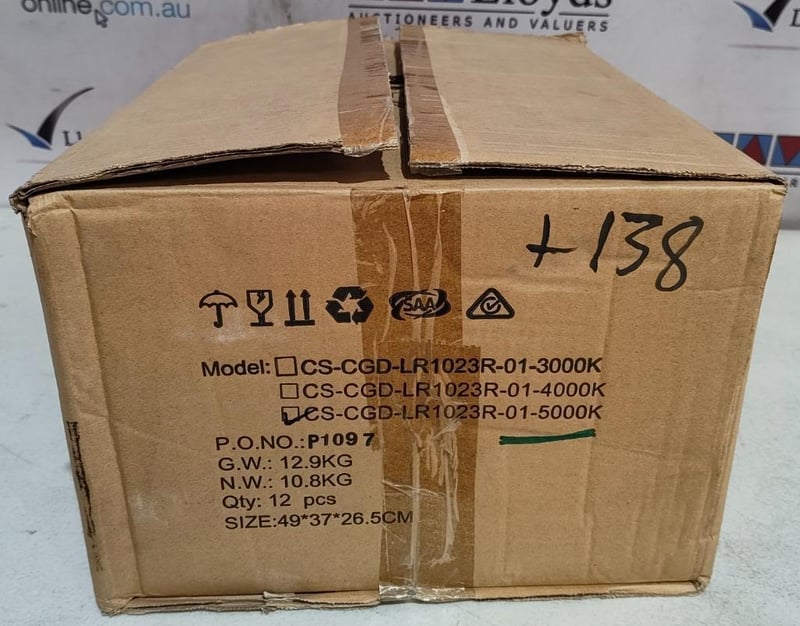 online.com.au
Lloyds
AUCTIONEERS AND VALUERS
+138
SAA
Model: CS-CGD-LR1023R-01-3000K
CS-CGD-LR1023R-01-4000K
CS-CGD-LR1023R-01-5000K
P.O.NO.:P1097
G.W.: 12.9KG
N.W.: 10.8KG
Qty: 12 pcs
SIZE:49*37*26.5CM